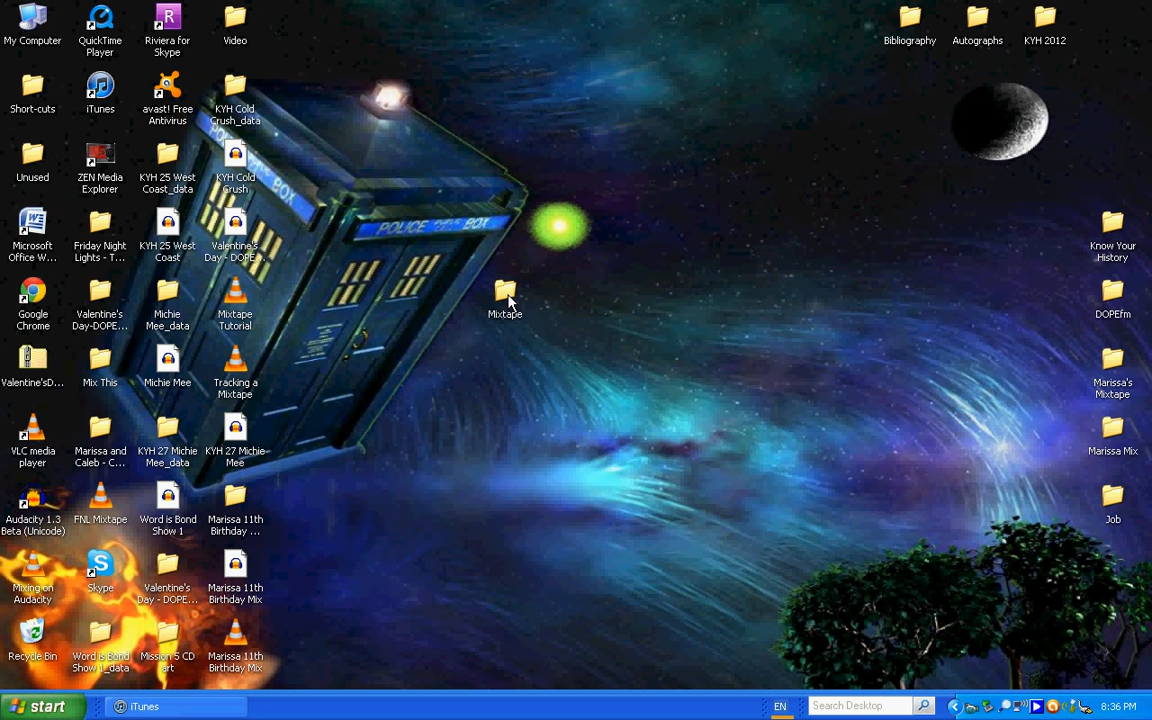 My Computer
QuickTime
Player
Riviera for
Skype
Video
Bibliography
Autographs
KYH 2012
Short-cuts
iTunes
avast! Free
Antivirus
KYH Cold
Crush_data
Unused
ZEN Media
Explorer
KYH 25 West
Coast_data
KYH Cold
Crush
POLICE
BOX
BOX
Microsoft
Office W...
Friday Night
Lights - T...
KYH 25 West
Coast
Valentine's
Day - DOPE...
Know Your
History
Google
Chrome
Valentine's
Day-DOPE...
Michie
Mee_data
Mixtape
Tutorial
Mixtape
DOPEfm
Valentine'sD...
Mix This
Michie Mee
Tracking a
Mixtape
Marissa's
Mixtape
VLC media
player
Marissa and
Caleb - C...
KYH 27 Michie
Mee_data
KYH 27 Michie
Mee
Marissa Mix
Audacity 1.3
Beta (Unicode)
FNL Mixtape
Word is Bond
Show 1
Marissa 11th
Birthday ...
Job
Mixing on
Audacity
Skype
Valentine's
Day - DOPE...
Marissa 11th
Birthday Mix
Recycle Bin
Word is Bond
Show 1_data
Mission 5 CD
art
Marissa 11th
Birthday Mix
start
iTunes
EN
Search Desktop
8:36 PM